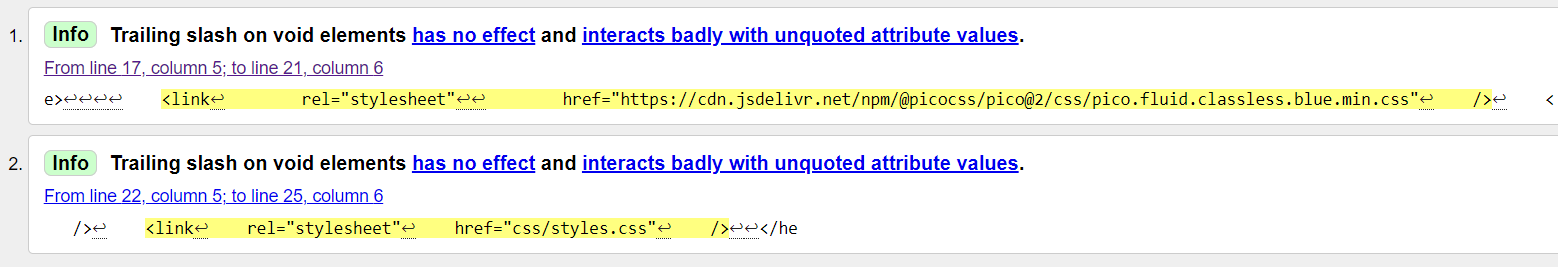 1. Info Trailing slash on void elements has no effect and interacts badly with unquoted attribute values.
From line 17, column 5; to line 21, column 6
e>↩↩↩↩    <link↩        rel="stylesheet"↩↩        href="https://cdn.jsdelivr.net/npm/@picocss/pico@2/css/pico.fluid.classless.blue.min.css"↩    />↩    <
2. Info Trailing slash on void elements has no effect and interacts badly with unquoted attribute values.
From line 22, column 5; to line 25, column 6
/>↩    <link↩    rel="stylesheet"↩    href="css/styles.css"↩    />↩↩</he